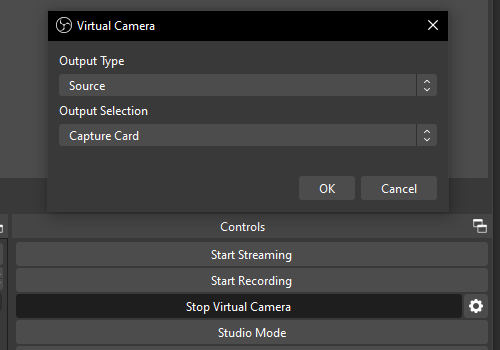 Virtual Camera
Output Type
Source
Output Selection
Capture Card
OK
Cancel
Controls
Start Streaming
Start Recording
Stop Virtual Camera
Studio Mode